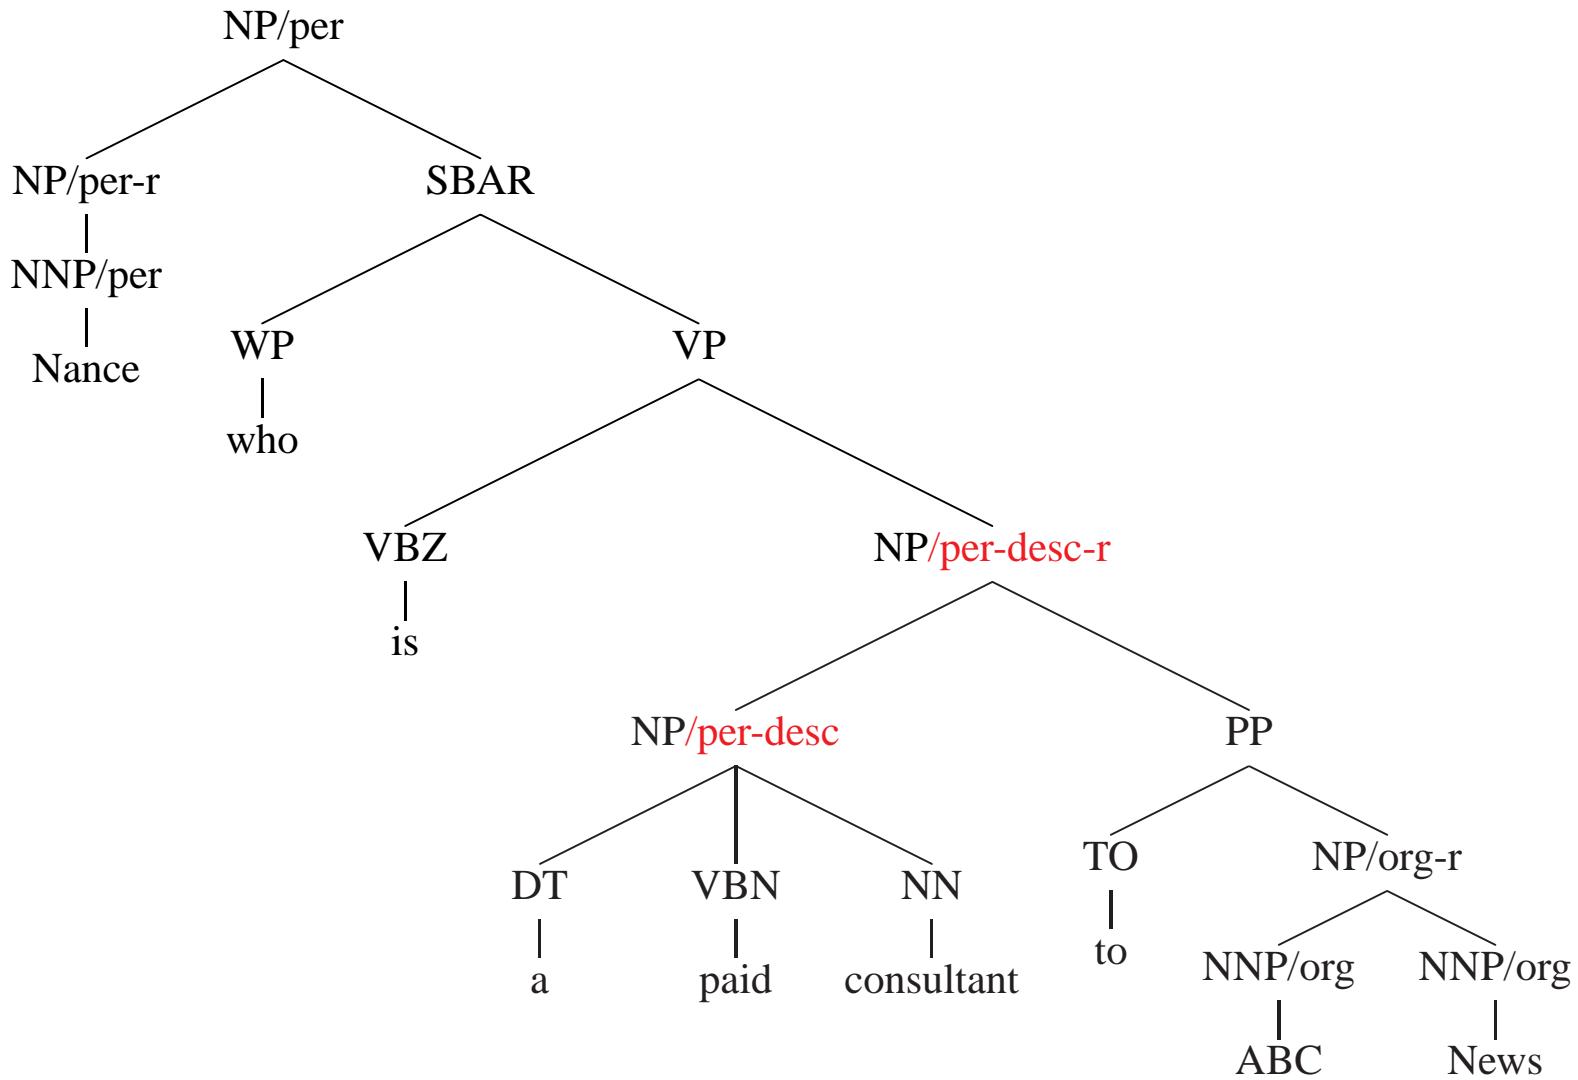 NP/per
NP/per-r SBAR
NNP/per
Nance
WP VP
who
VBZ NP/per-desc-r
is
NP/per-desc PP
DT VBN NN
a paid consultant
TO NP/org-r
to
NNP/org NNP/org
ABC News